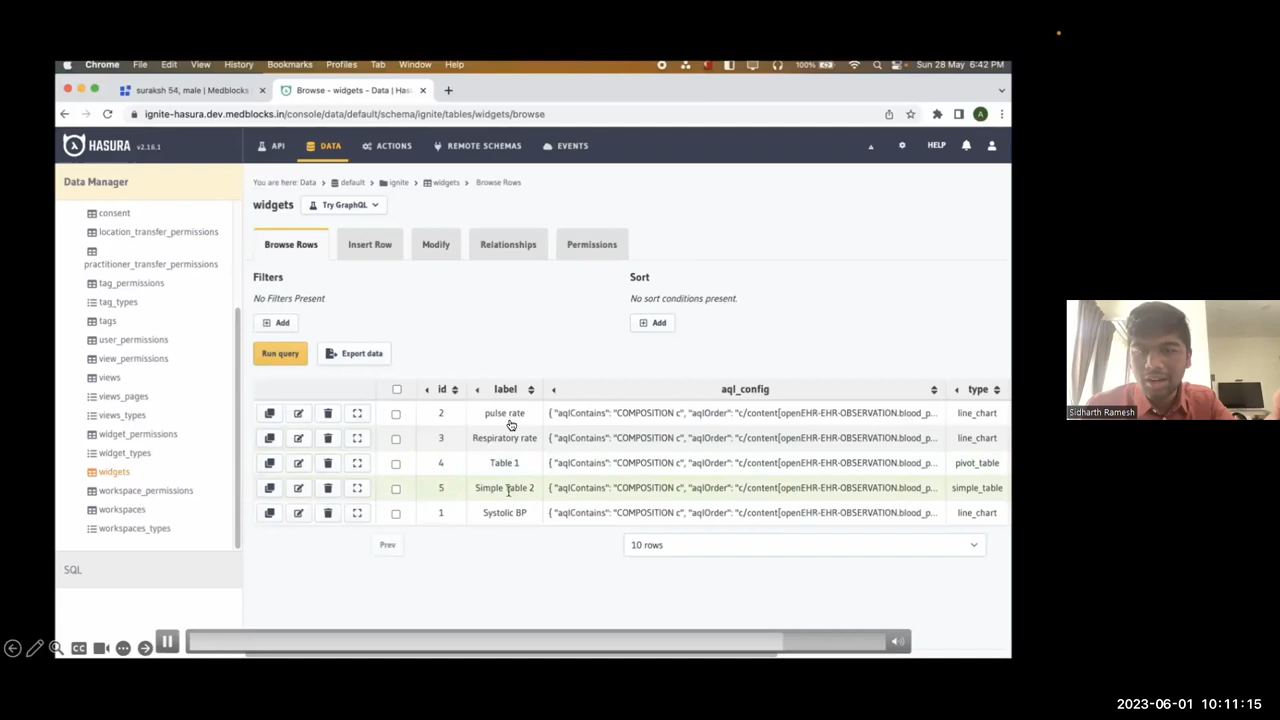 Chrome File Edit View History Bookmarks Profiles Tab Window Help 100% Sun 28 May 6:42 PM
suraksh 54, male | Medblocks Browse - widgets - Data | Has
ignite-hasura.dev.medblocks.in/console/data/default/schema/ignite/tables/widgets/browse A
HASURA v2.16.1 API DATA ACTIONS REMOTE SCHEMAS EVENTS HELP
Data Manager
consent
location_transfer_permissions
practitioner_transfer_permissions
tag_permissions
tag_types
tags
user_permissions
view_permissions
views
views_pages
views_types
widget_permissions
widget_types
widgets
workspace_permissions
workspaces
workspaces_types
SQL
You are here: Data > default > ignite > widgets > Browse Rows
widgets Try GraphQL
Browse Rows Insert Row Modify Relationships Permissions
Filters Sort
No Filters Present No sort conditions present.
Add Add
Run query Export data
id label aql_config type
2 pulse rate { "aqlContains": "COMPOSITION c", "aqlOrder": "c/content[openEHR-EHR-OBSERVATION.blood_p... line_chart
3 Respiratory rate { "aqlContains": "COMPOSITION c", "aqlOrder": "c/content[openEHR-EHR-OBSERVATION.blood_p... line_chart
4 Table 1 { "aqlContains": "COMPOSITION c", "aqlOrder": "c/content[openEHR-EHR-OBSERVATION.blood_p... pivot_table
5 Simple Table 2 { "aqlContains": "COMPOSITION c", "aqlOrder": "c/content[openEHR-EHR-OBSERVATION.blood_p... simple_table
1 Systolic BP { "aqlContains": "COMPOSITION c", "aqlOrder": "c/content[openEHR-EHR-OBSERVATION.blood_p... line_chart
Prev 10 rows
CC
Sidharth Ramesh
2023-06-01 10:11:15